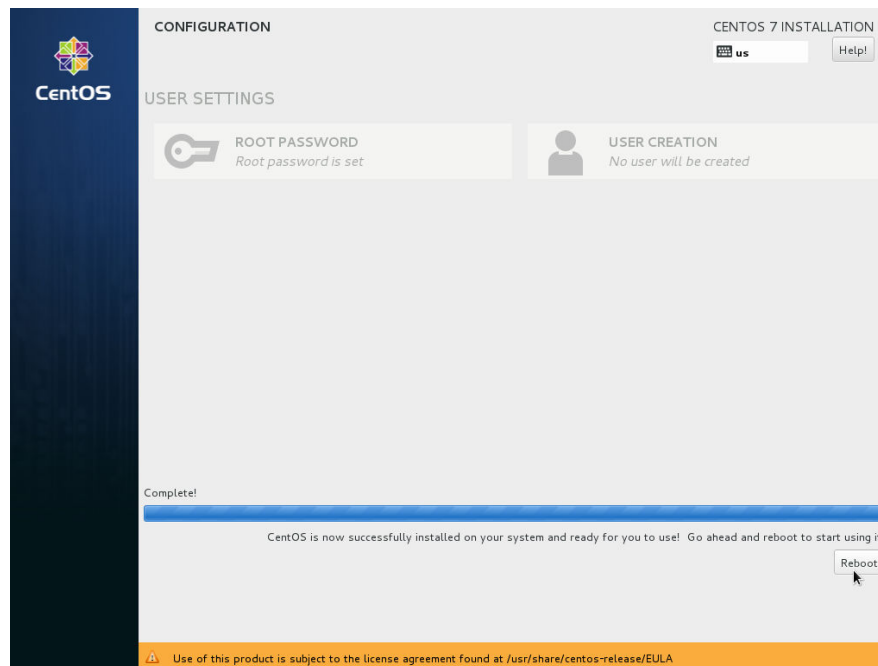 CONFIGURATION
CENTOS 7 INSTALLATION
us
Help!
CentOS
USER SETTINGS
ROOT PASSWORD
Root password is set
USER CREATION
No user will be created
Complete!
CentOS is now successfully installed on your system and ready for you to use! Go ahead and reboot to start using
Reboot
Use of this product is subject to the license agreement found at /usr/share/centos-release/EULA